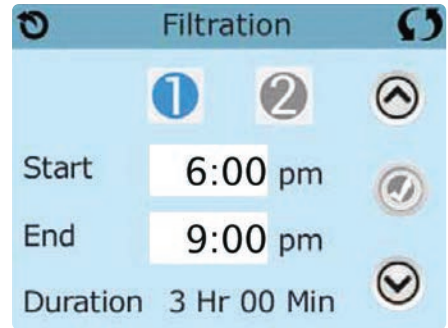 Filtration
1 2
Start 6:00 pm
End 9:00 pm
Duration 3 Hr 00 Min